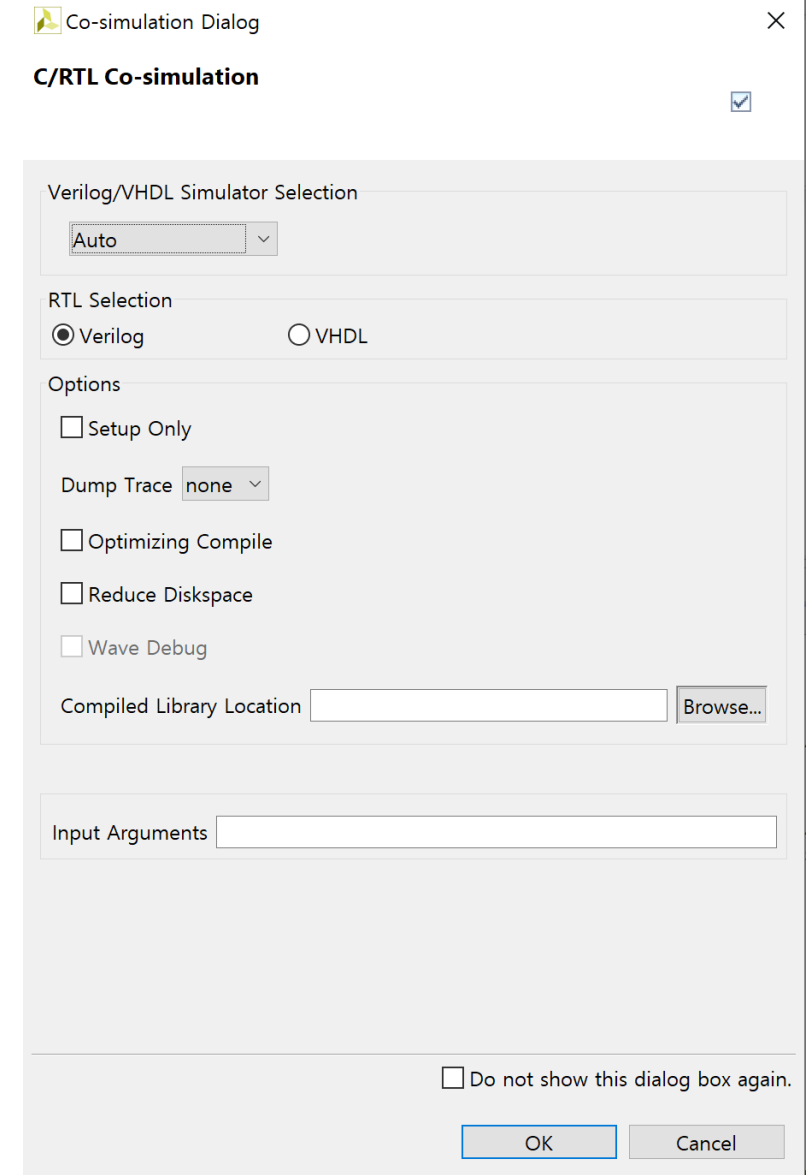 Co-simulation Dialog
C/RTL Co-simulation
Verilog/VHDL Simulator Selection
Auto
RTL Selection
Verilog VHDL
Options
Setup Only
Dump Trace none
Optimizing Compile
Reduce Diskspace
Wave Debug
Compiled Library Location Browse...
Input Arguments
Do not show this dialog box again.
OK Cancel